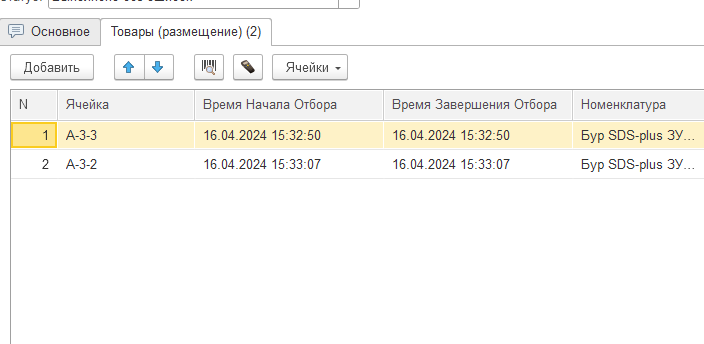 Основное
Товары (размещение) (2)
Добавить
Ячейки
N Ячейка Время Начала Отбора Время Завершения Отбора Номенклатура
1 А-3-3 16.04.2024 15:32:50 16.04.2024 15:32:50 Бур SDS-plus ЗУ...
2 А-3-2 16.04.2024 15:33:07 16.04.2024 15:33:07 Бур SDS-plus ЗУ...